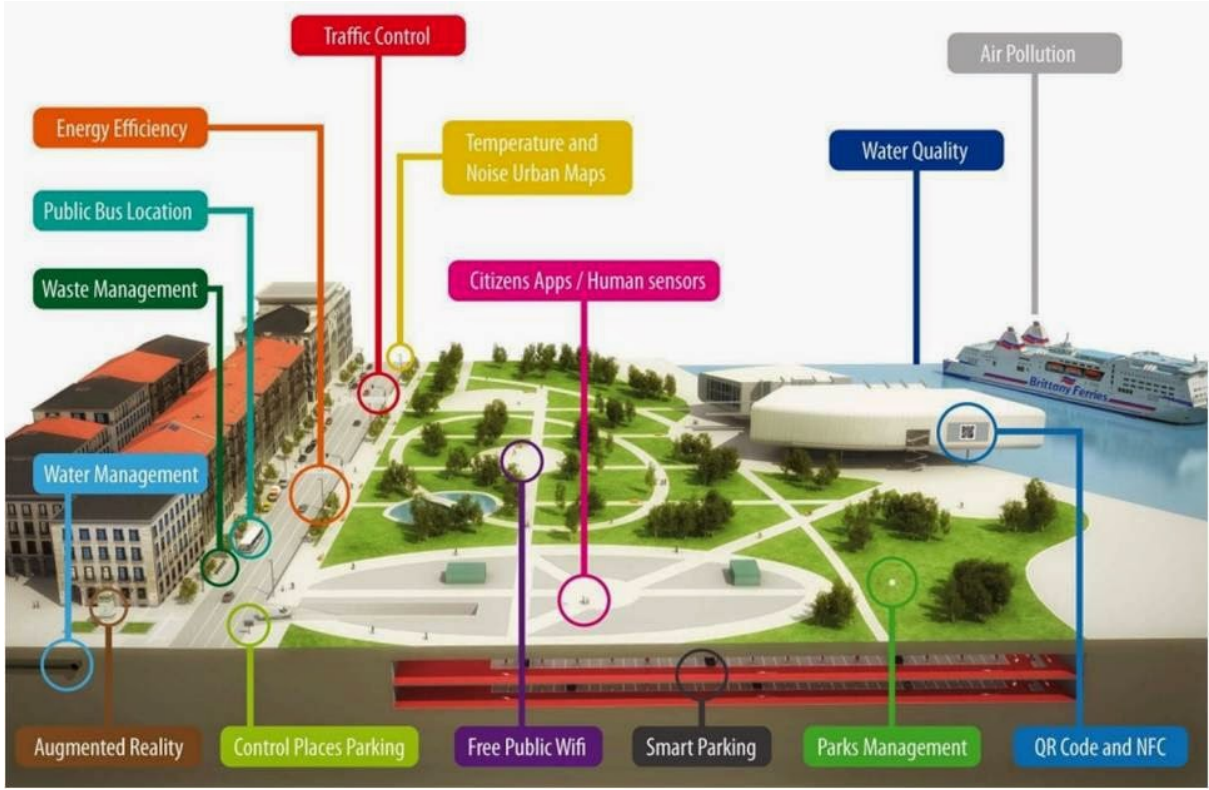 Traffic Control
Air Pollution
Energy Efficiency
Temperature and
Noise Urban Maps
Water Quality
Public Bus Location
Waste Management
Citizens Apps / Human sensors
Brittany Ferries
Water Management
Augmented Reality
Control Places Parking
Free Public Wifi
Smart Parking
Parks Management
QR Code and NFC